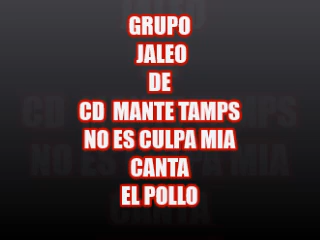 GRUPO
JALEO
DE
CD MANTE TAMPS
NO ES CULPA MIA
CANTA
EL POLLO